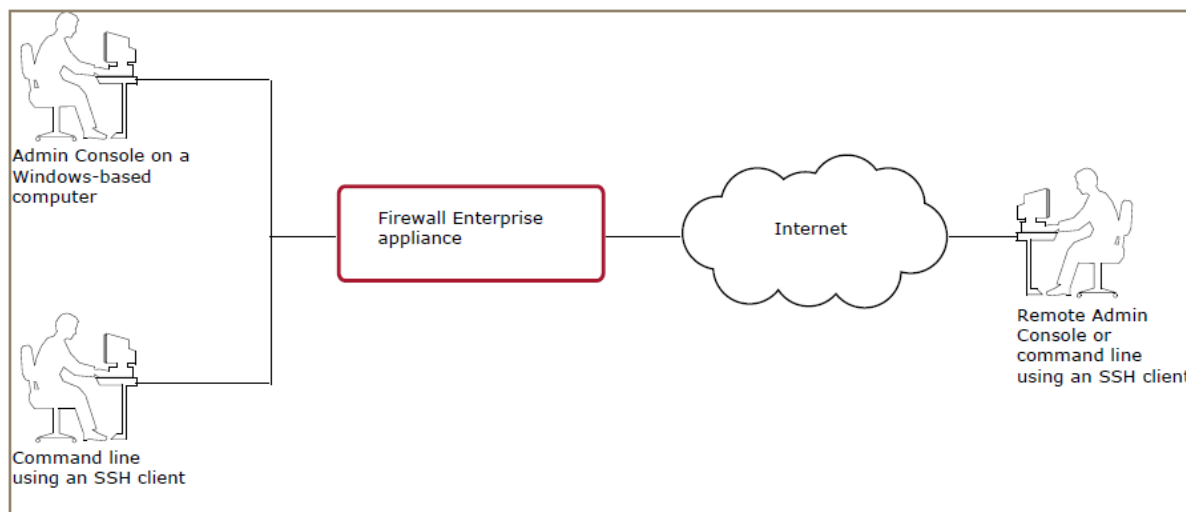 Admin Console on a
Windows-based
computer
Firewall Enterprise
appliance
Internet
Remote Admin
Console or
command line
using an SSH client
Command line
using an SSH client